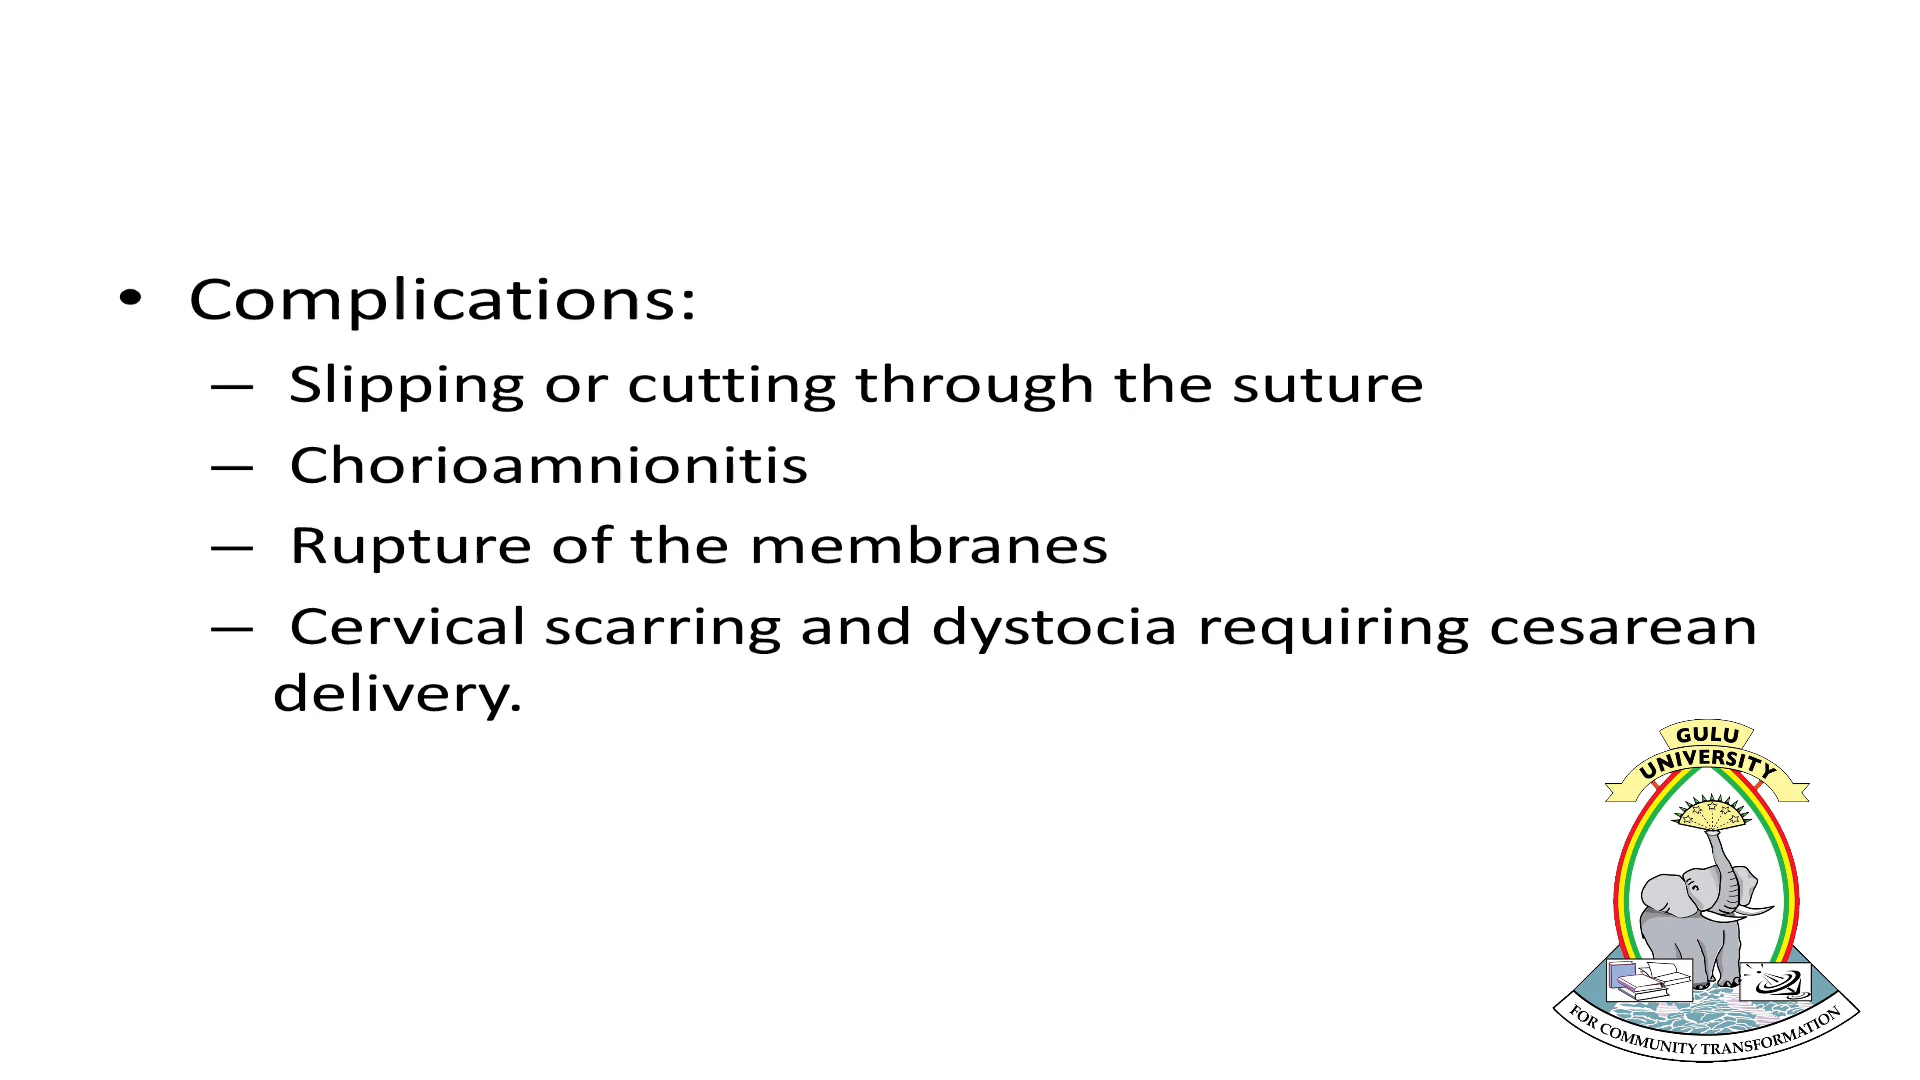 • Complications:
– Slipping or cutting through the suture
– Chorioamnionitis
– Rupture of the membranes
– Cervical scarring and dystocia requiring cesarean
delivery.
GULU
UNIVERSITY
FOR COMMUNITY TRANSFORMATION